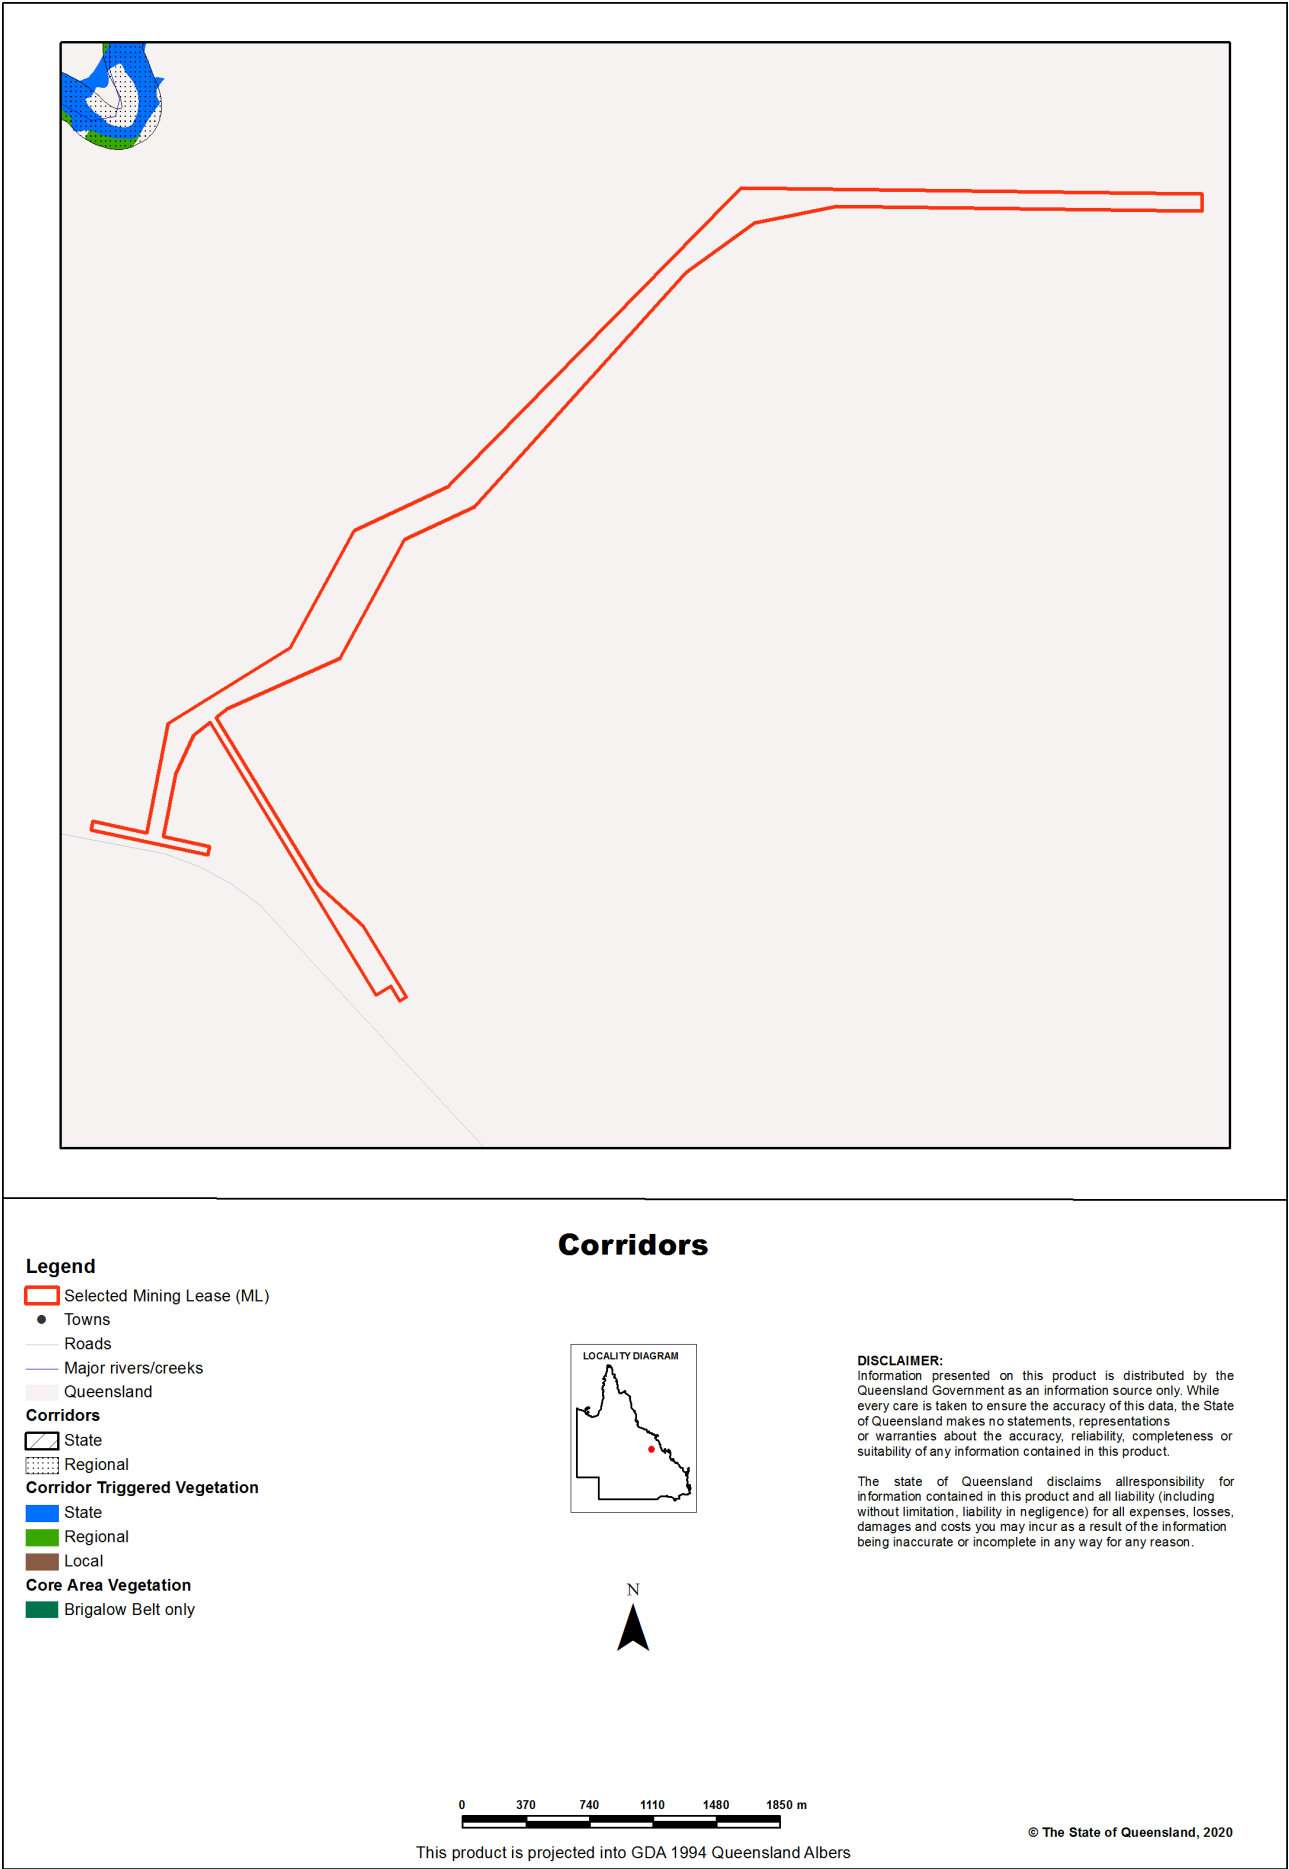 Corridors
Legend
Selected Mining Lease (ML)
Towns
Roads
Major rivers/creeks
Queensland
Corridors
State
Regional
Corridor Triggered Vegetation
State
Regional
Local
Core Area Vegetation
Brigalow Belt only
LOCALITY DIAGRAM
N
DISCLAIMER:
Information presented on this product is distributed by the
Queensland Government as an information source only. While
every care is taken to ensure the accuracy of this data, the State
of Queensland makes no statements, representations
or warranties about the accuracy, reliability, completeness or
suitability of any information contained in this product.
The state of Queensland disclaims allresponsibility for
information contained in this product and all liability (including
without limitation, liability in negligence) for all expenses, losses,
damages and costs you may incur as a result of the information
being inaccurate or incomplete in any way for any reason.
0 370 740 1110 1480 1850 m
This product is projected into GDA 1994 Queensland Albers
© The State of Queensland, 2020